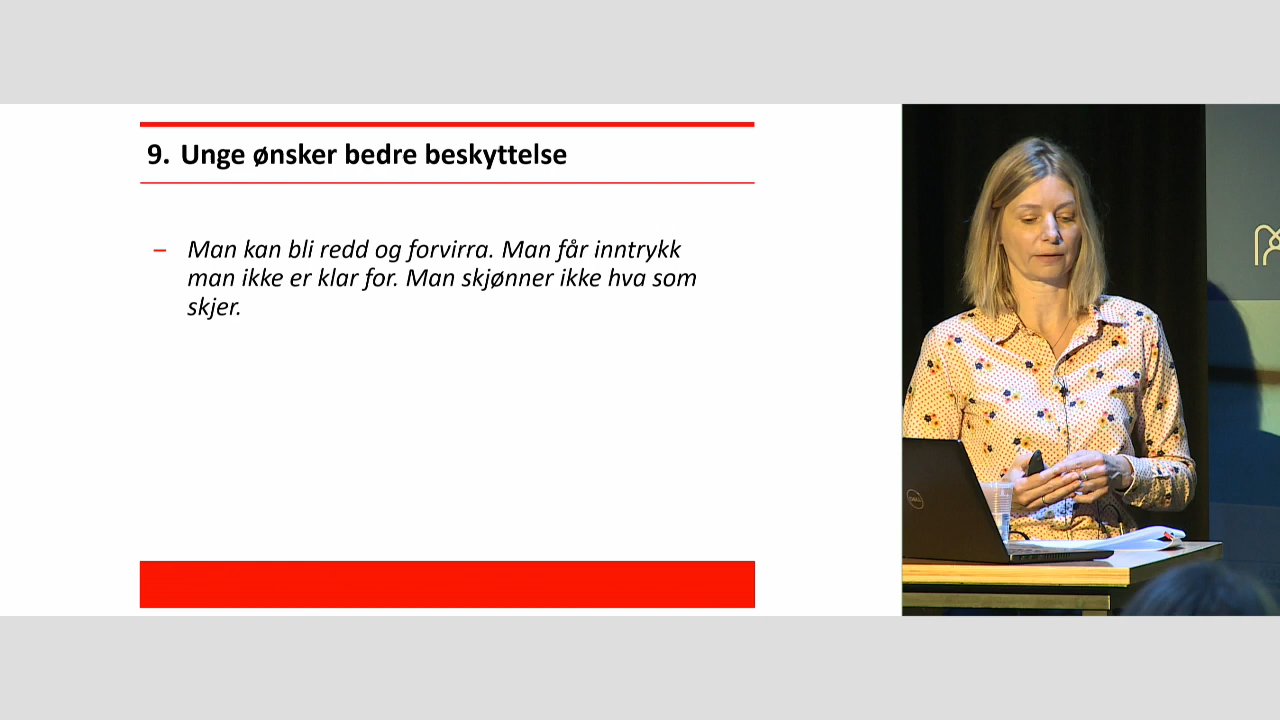 9. Unge ønsker bedre beskyttelse
– Man kan bli redd og forvirra. Man får inntrykk
man ikke er klar for. Man skjønner ikke hva som
skjer.
DELL